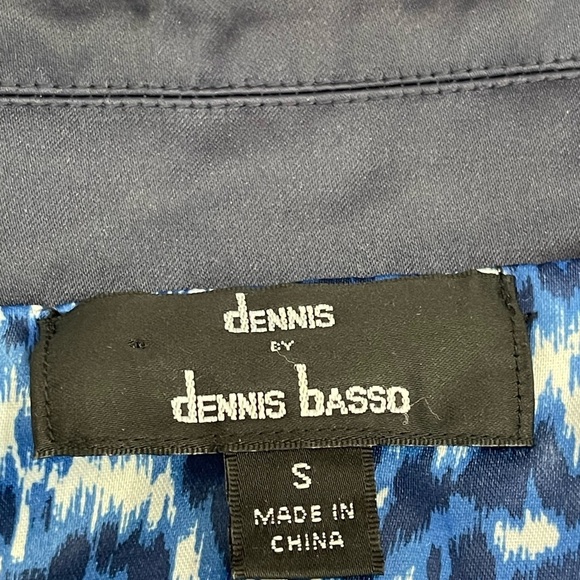 dENNIS
BY
dENNIS bASSO
S
MADE IN
CHINA